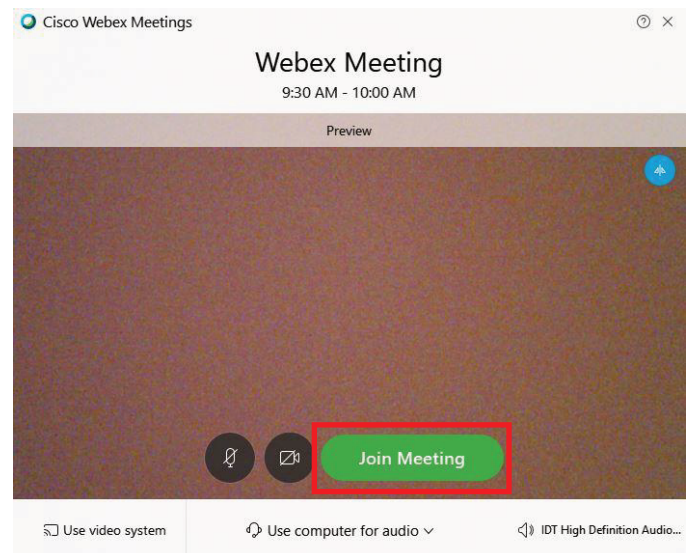 Cisco Webex Meetings
Webex Meeting
9:30 AM - 10:00 AM
Preview
Join Meeting
Use video system
Use computer for audio
IDT High Definition Audio...